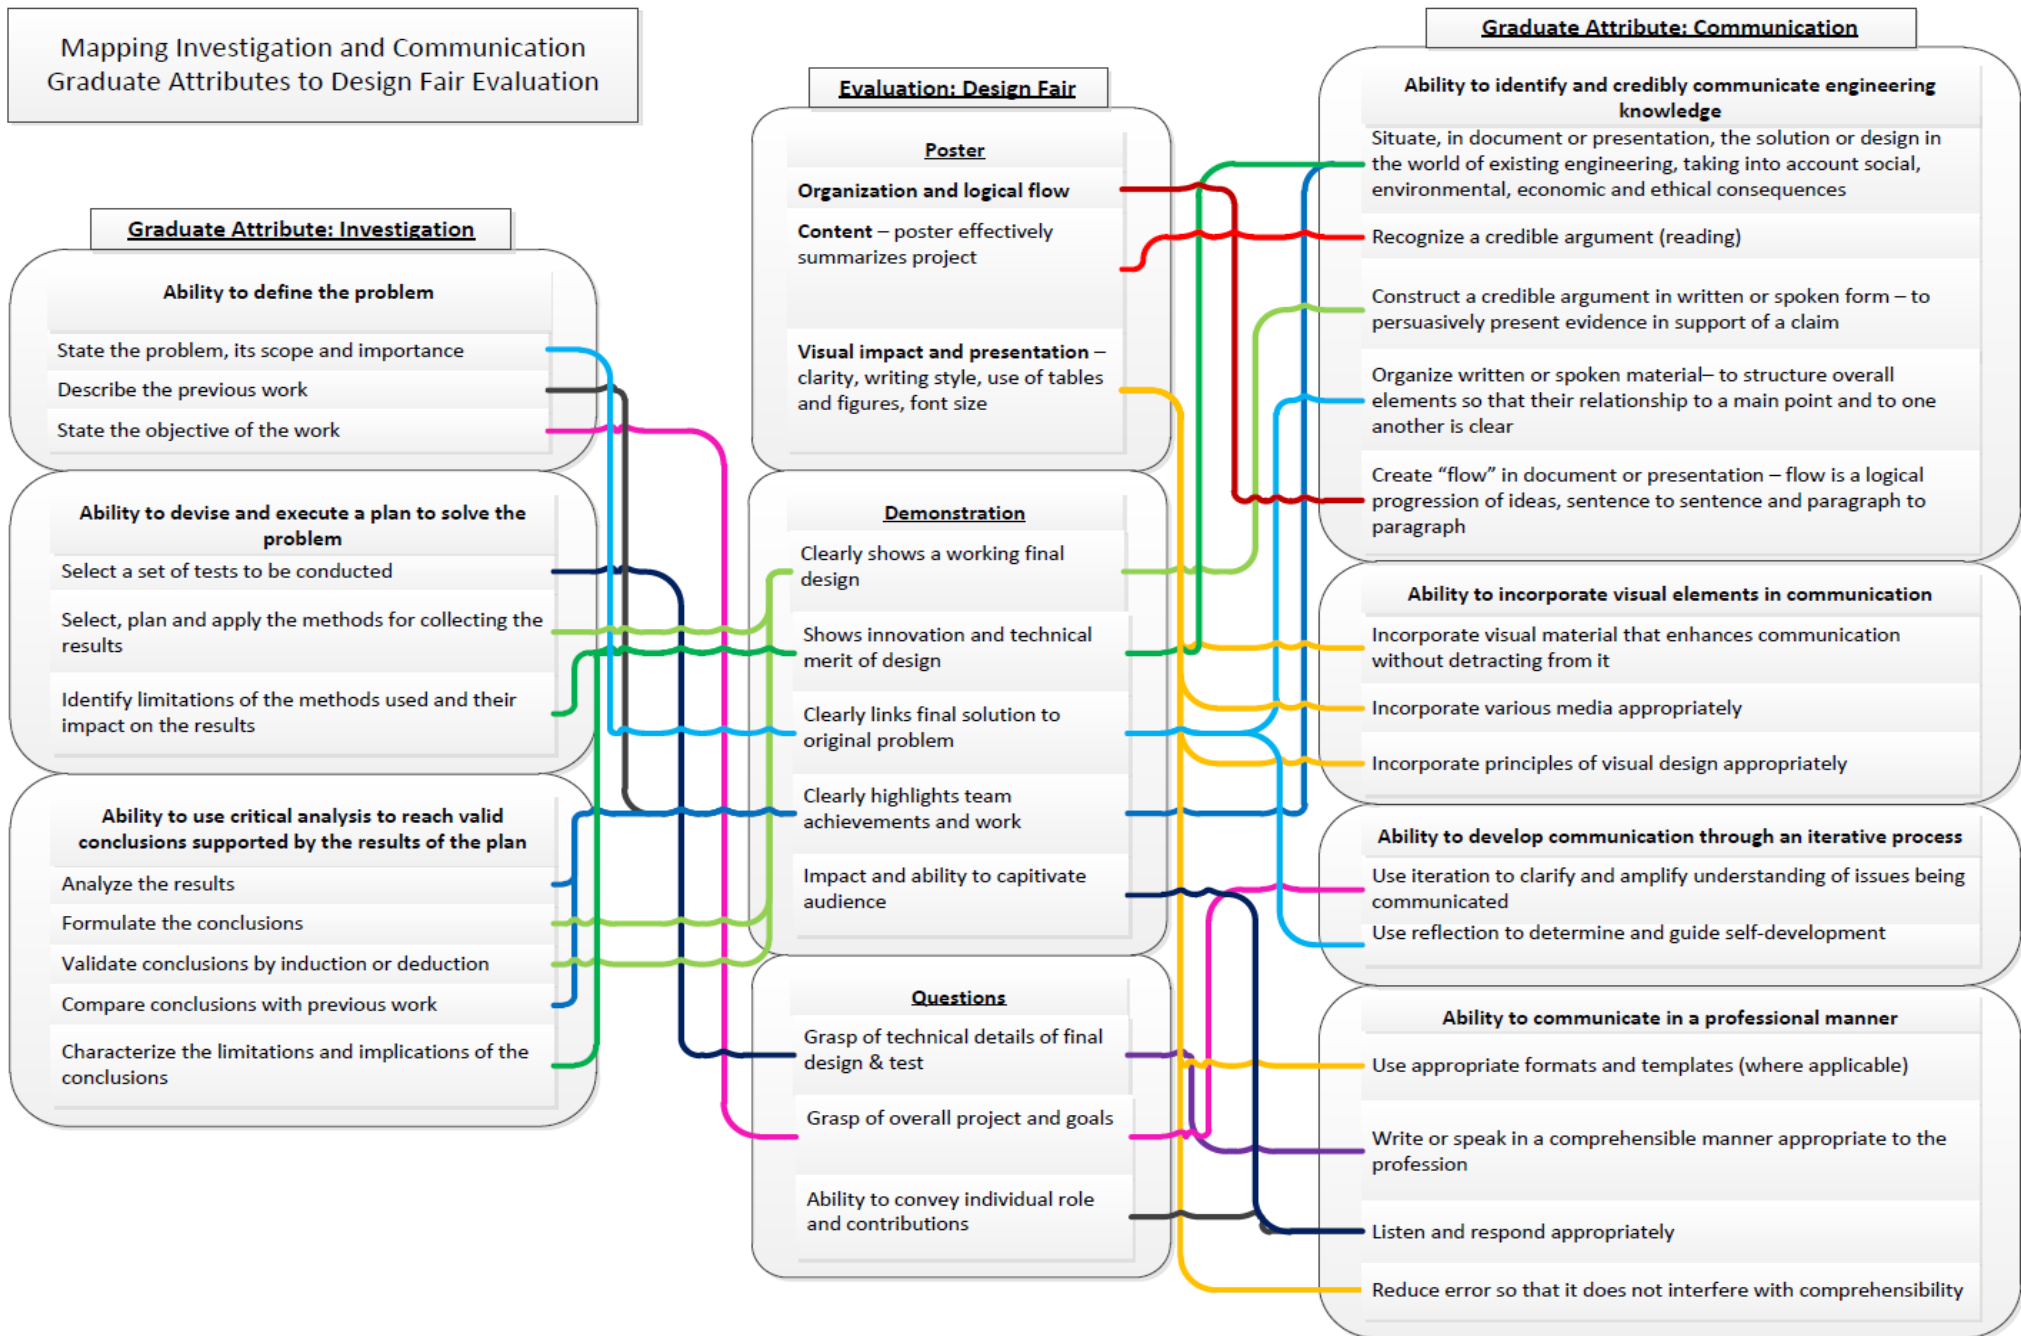 Mapping Investigation and Communication
Graduate Attributes to Design Fair Evaluation
Graduate Attribute: Investigation
Ability to define the problem
State the problem, its scope and importance
Describe the previous work
State the objective of the work
Ability to devise and execute a plan to solve the
problem
Select a set of tests to be conducted
Select, plan and apply the methods for collecting the
results
Identify limitations of the methods used and their
impact on the results
Ability to use critical analysis to reach valid
conclusions supported by the results of the plan
Analyze the results
Formulate the conclusions
Validate conclusions by induction or deduction
Compare conclusions with previous work
Characterize the limitations and implications of the
conclusions
Evaluation: Design Fair
Poster
Organization and logical flow
Content – poster effectively
summarizes project
Visual impact and presentation –
clarity, writing style, use of tables
and figures, font size
Demonstration
Clearly shows a working final
design
Shows innovation and technical
merit of design
Clearly links final solution to
original problem
Clearly highlights team
achievements and work
Impact and ability to capitivate
audience
Questions
Grasp of technical details of final
design & test
Grasp of overall project and goals
Ability to convey individual role
and contributions
Graduate Attribute: Communication
Ability to identify and credibly communicate engineering
knowledge
Situate, in document or presentation, the solution or design in
the world of existing engineering, taking into account social,
environmental, economic and ethical consequences
Recognize a credible argument (reading)
Construct a credible argument in written or spoken form – to
persuasively present evidence in support of a claim
Organize written or spoken material– to structure overall
elements so that their relationship to a main point and to one
another is clear
Create “flow” in document or presentation – flow is a logical
progression of ideas, sentence to sentence and paragraph to
paragraph
Ability to incorporate visual elements in communication
Incorporate visual material that enhances communication
without detracting from it
Incorporate various media appropriately
Incorporate principles of visual design appropriately
Ability to develop communication through an iterative process
Use iteration to clarify and amplify understanding of issues being
communicated
Use reflection to determine and guide self-development
Ability to communicate in a professional manner
Use appropriate formats and templates (where applicable)
Write or speak in a comprehensible manner appropriate to the
profession
Listen and respond appropriately
Reduce error so that it does not interfere with comprehensibility